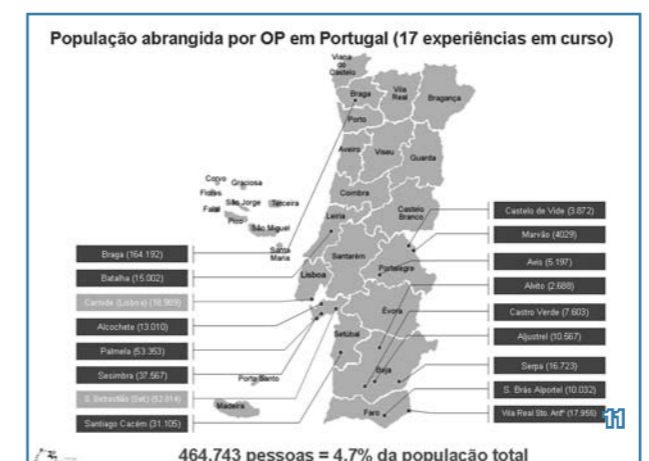 População abrangida por OP em Portugal (17 experiências em curso)
Viana
do
Castelo
Braga
Vila
Real
Bragança
Porto
Aveiro
Viseu
Guarda
Coimbra
Castelo
Branco
Leiria
Santarém
Lisboa
Portalegre
Évora
Setúbal
Beja
Faro
Corvo
Graciosa
Flores
São Jorge
Terceira
Faial
Pico
São Miguel
Santa
Maria
Porto Santo
Madeira
Braga (164.192)
Batalha (15.002)
Carnide (Lisboa) (18.989)
Alcochete (13.010)
Palmela (53.353)
Sesimbra (37.567)
S. Sebastião (Set) (52.814)
Santiago Cacém (31.105)
Castelo de Vide (3.872)
Marvão (4029)
Avis (5.197)
Alvito (2.688)
Castro Verde (7.603)
Aljustrel (10.567)
Serpa (16.723)
S. Brás Alportel (10.032)
Vila Real Sto. Antº (17.956)
11
464.743 pessoas = 4,7% da população total